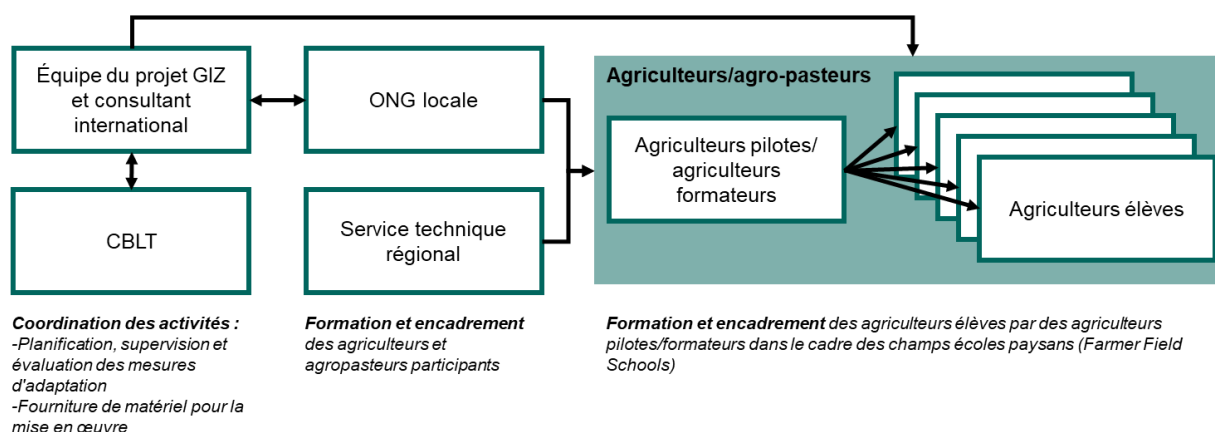 Équipe du projet GIZ
et consultant
international
ONG locale
Agriculteurs/agro-pasteurs
Agriculteurs pilotes/
agriculteurs
formateurs
Agriculteurs élèves
CBLT
Service technique
régional
Coordination des activités :
-Planification, supervision et
évaluation des mesures
d'adaptation
-Fourniture de matériel pour la
mise en œuvre
Formation et encadrement
des agriculteurs et
agropasteurs participants
Formation et encadrement des agriculteurs élèves par des agriculteurs
pilotes/formateurs dans le cadre des champs écoles paysans (Farmer Field
Schools)